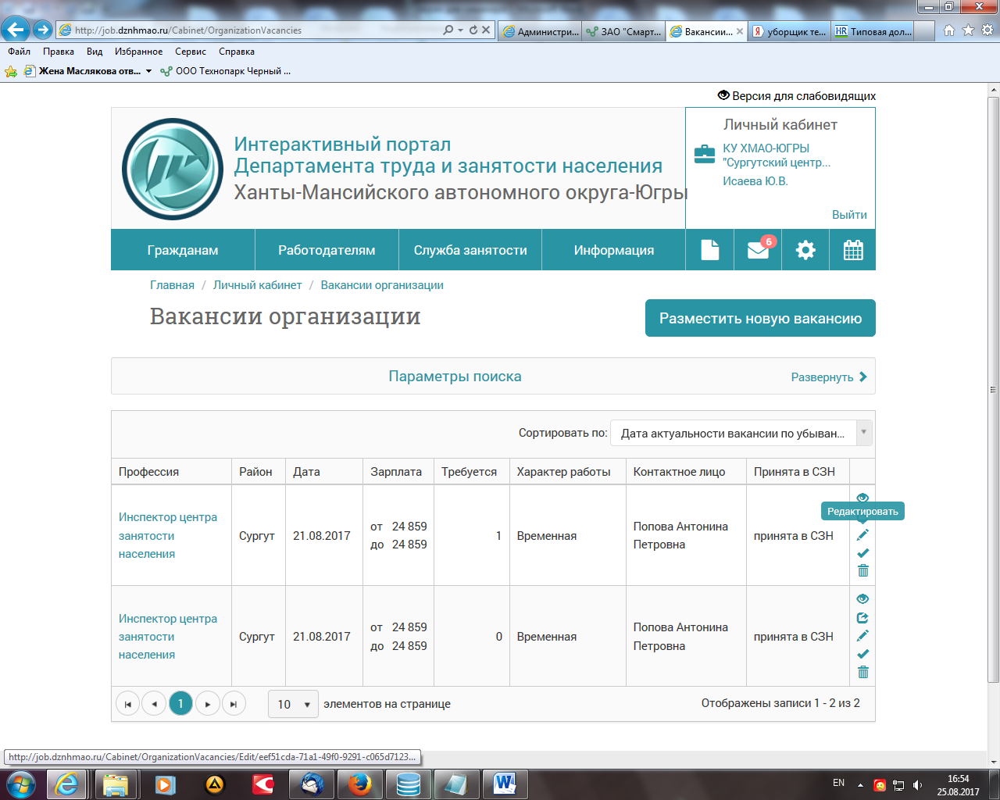 http://job.dznhmao.ru/Cabinet/OrganizationVacancies
Администри...
ЗАО "Смарт...
Вакансии...
уборщик те...
HR Типовая дол...
Файл Правка Вид Избранное Сервис Справка
Жена Маслякова отв...
ООО Технопарк Черный ...
Версия для слабовидящих
Интерактивный портал
Департамента труда и занятости населения
Ханты-Мансийского автономного округа-Югры
Личный кабинет
КУ ХМАО-ЮГРЫ
"Сургутский центр...
Исаева Ю.В.
Выйти
Гражданам Работодателям Служба занятости Информация 6
Главная / Личный кабинет / Вакансии организации
Вакансии организации
Разместить новую вакансию
Параметры поиска
Развернуть
Сортировать по: Дата актуальности вакансии по убыван...
Профессия Район Дата Зарплата Требуется Характер работы Контактное лицо Принята в СЗН
Инспектор центра
занятости
населения
Сургут
21.08.2017
от 24 859
до 24 859
1
Временная
Попова Антонина
Петровна
принята в СЗН
Редактировать
Инспектор центра
занятости
населения
Сургут
21.08.2017
от 24 859
до 24 859
0
Временная
Попова Антонина
Петровна
принята в СЗН
1 10 элементов на странице
Отображены записи 1 - 2 из 2
http://job.dznhmao.ru/Cabinet/OrganizationVacancies/Edit/eef51cda-71a1-49f0-9291-c065d7123...
EN
16:54
25.08.2017